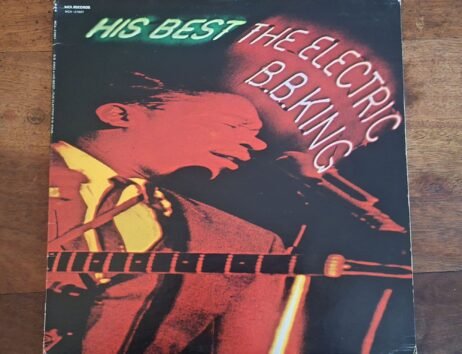 MCA RECORDS
HIS BEST
THE ELECTRIC
B.B.KING